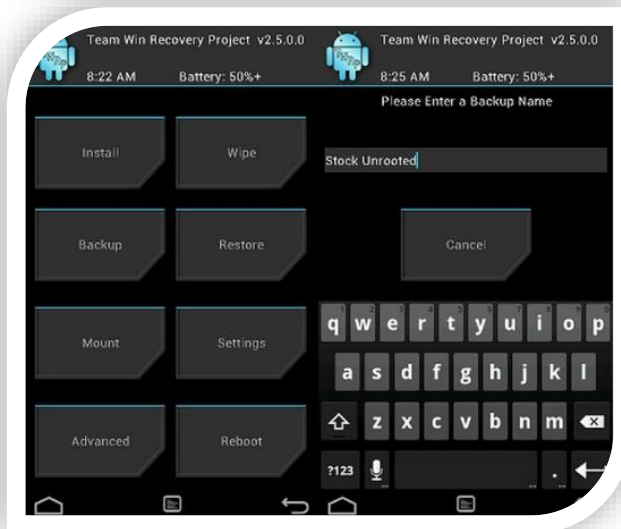 Team Win Recovery Project v2.5.0.0
8:22 AM Battery: 50%+
Install Wipe
Backup Restore
Mount Settings
Advanced Reboot
Team Win Recovery Project v2.5.0.0
8:25 AM Battery: 50%+
Please Enter a Backup Name
Stock Unrooted
Cancel
q w e r t y u i o p
a s d f g h j k l
z x c v b n m
?123 .